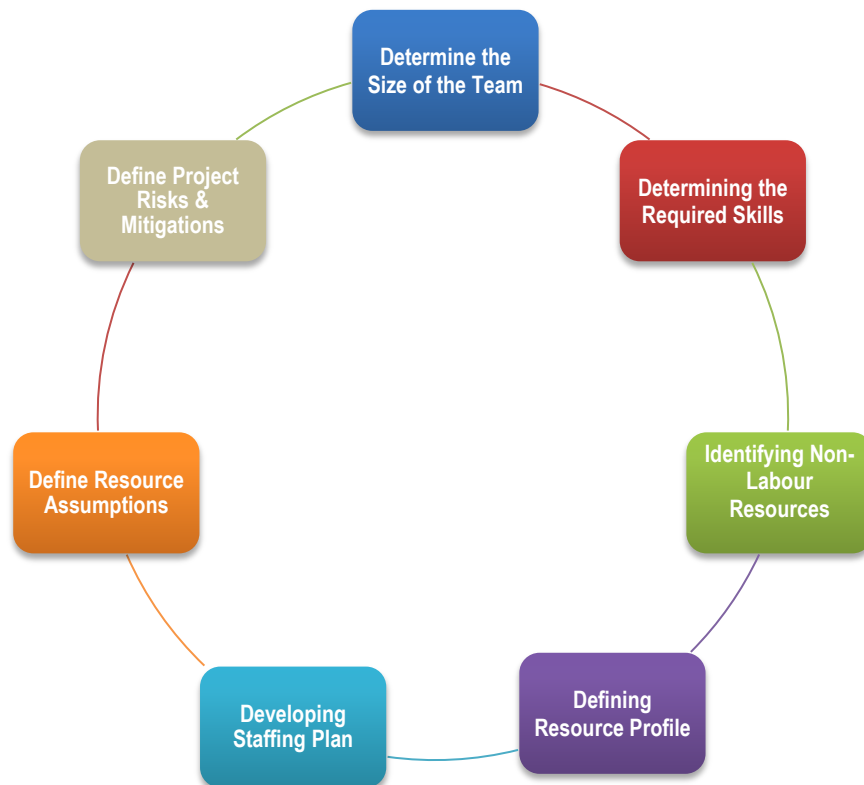 Determine the
Size of the Team
Determining the
Required Skills
Identifying Non-
Labour
Resources
Defining
Resource Profile
Developing
Staffing Plan
Define Resource
Assumptions
Define Project
Risks &
Mitigations